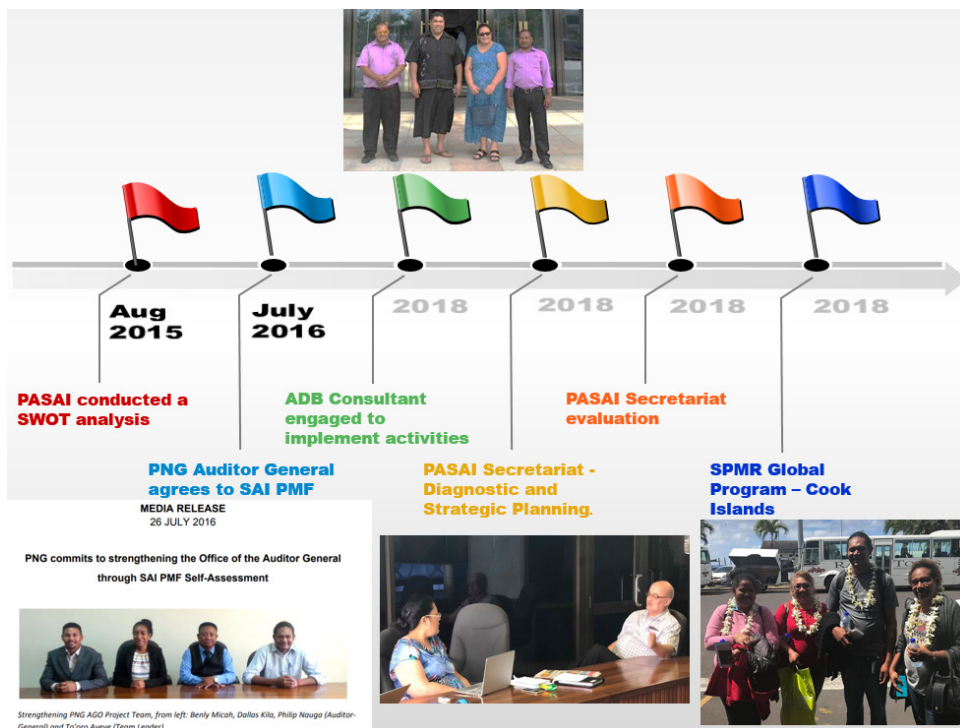 Aug
2015
July
2016
2018
2018
2018
2018
PASAI conducted a
SWOT analysis
PNG Auditor General
agrees to SAI PMF
ADB Consultant
engaged to
implement activities
PASAI Secretariat -
Diagnostic and
Strategic Planning.
PASAI Secretariat
evaluation
SPMR Global
Program – Cook
Islands
MEDIA RELEASE
26 JULY 2016
PNG commits to strengthening the Office of the Auditor General
through SAI PMF Self-Assessment
Strengthening PNG AGO Project Team, from left: Benly Micah, Dallas Kila, Philip Nauga (Auditor-
General) and Ta'oro Aveve (Team Leader)